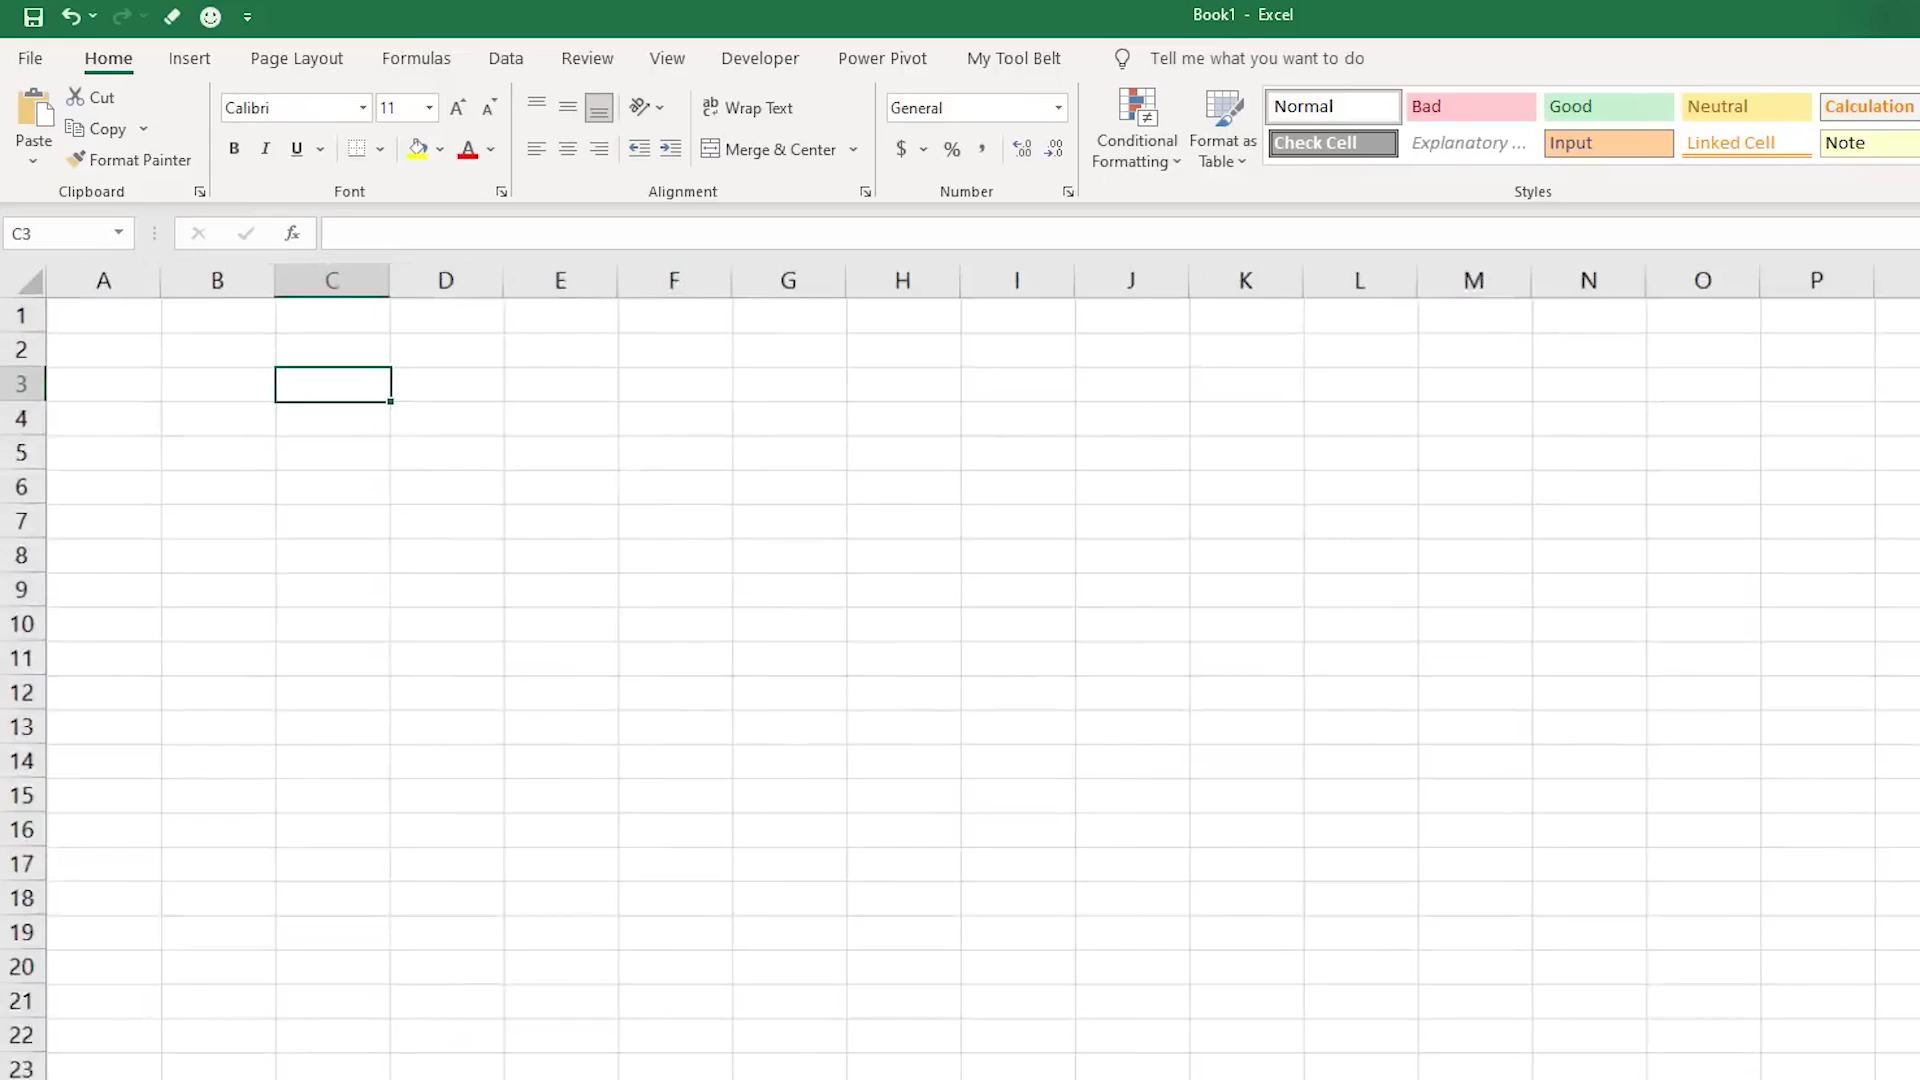 Book1 - Excel
File Home Insert Page Layout Formulas Data Review View Developer Power Pivot My Tool Belt Tell me what you want to do
Paste
Cut
Copy
Format Painter
Clipboard
Calibri 11
B I U
Font
Wrap Text
Merge & Center
Alignment
General
$ % ,
Number
Conditional Formatting
Format as Table
Normal Bad Good Neutral Calculation
Check Cell Explanatory ... Input Linked Cell Note
Styles
C3 fx
A B C D E F G H I J K L M N O P
1
2
3
4
5
6
7
8
9
10
11
12
13
14
15
16
17
18
19
20
21
22
23